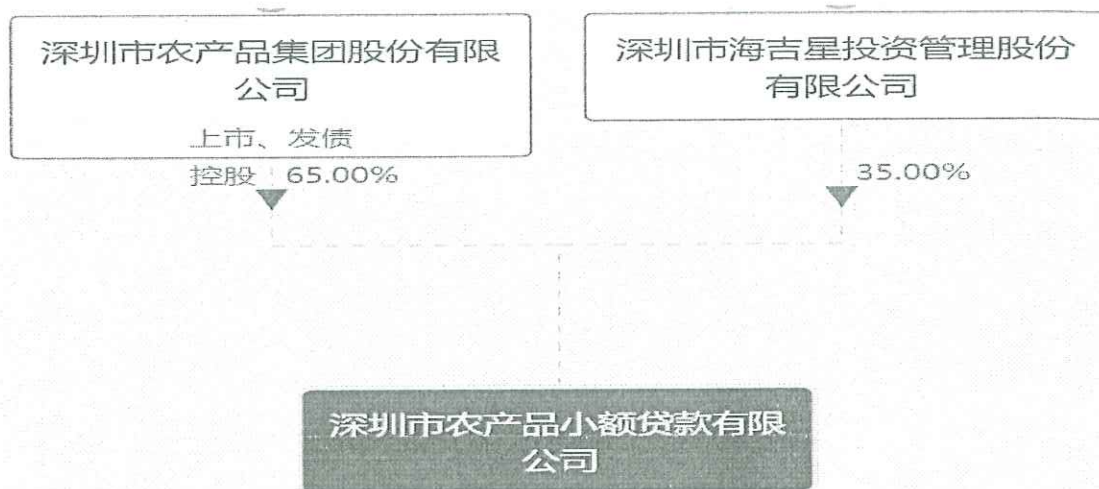 深圳市农产品集团股份有限
公司
上市、发债
控股 65.00%
深圳市海吉星投资管理股份
有限公司
35.00%
深圳市农产品小额贷款有限
公司